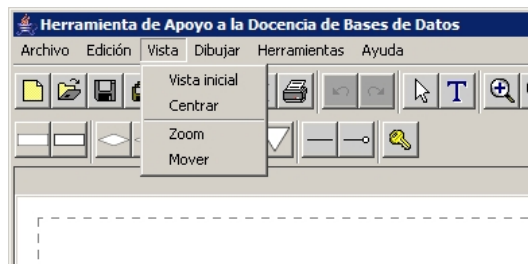 Herramienta de Apoyo a la Docencia de Bases de Datos
Archivo Edición Vista Dibujar Herramientas Ayuda
Vista inicial
Centrar
T
Zoom
Mover